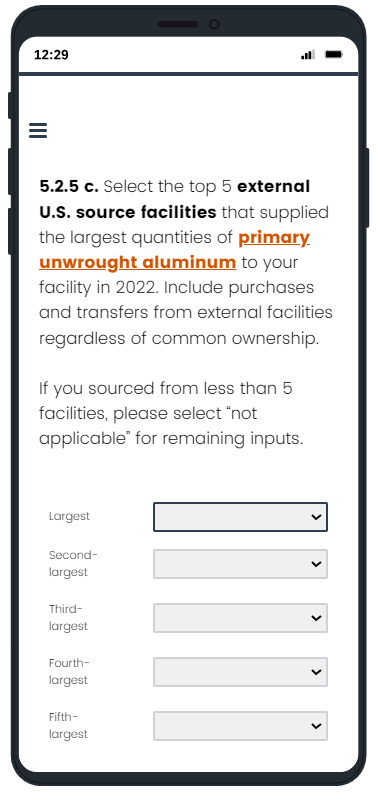 12:29
5.2.5 c. Select the top 5 external
U.S. source facilities that supplied
the largest quantities of primary
unwrought aluminum to your
facility in 2022. Include purchases
and transfers from external facilities
regardless of common ownership.
If you sourced from less than 5
facilities, please select “not
applicable” for remaining inputs.
Largest
Second-
largest
Third-
largest
Fourth-
largest
Fifth-
largest